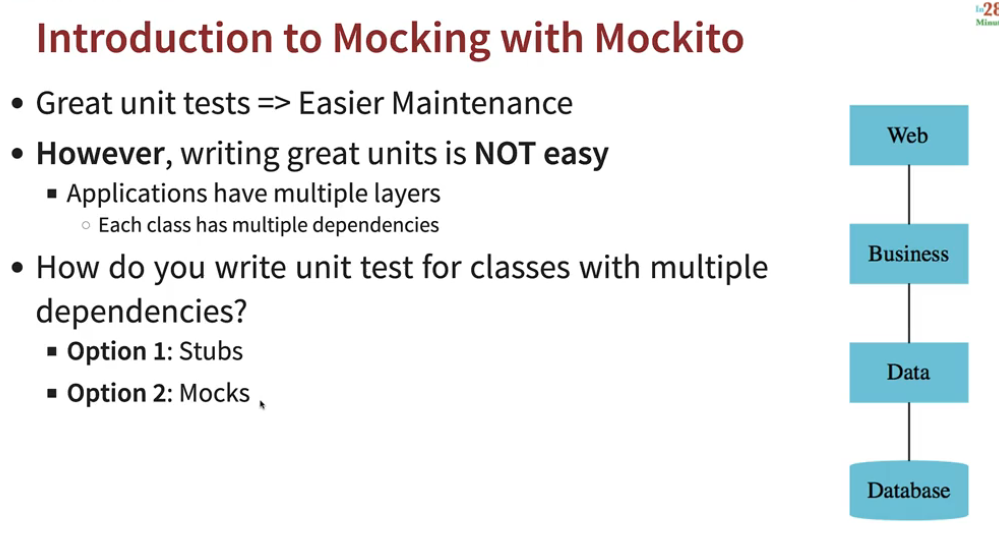 Introduction to Mocking with Mockito
Great unit tests => Easier Maintenance
However, writing great units is NOT easy
Applications have multiple layers
Each class has multiple dependencies
How do you write unit test for classes with multiple
dependencies?
Option 1: Stubs
Option 2: Mocks
In28
Minu
Web
Business
Data
Database